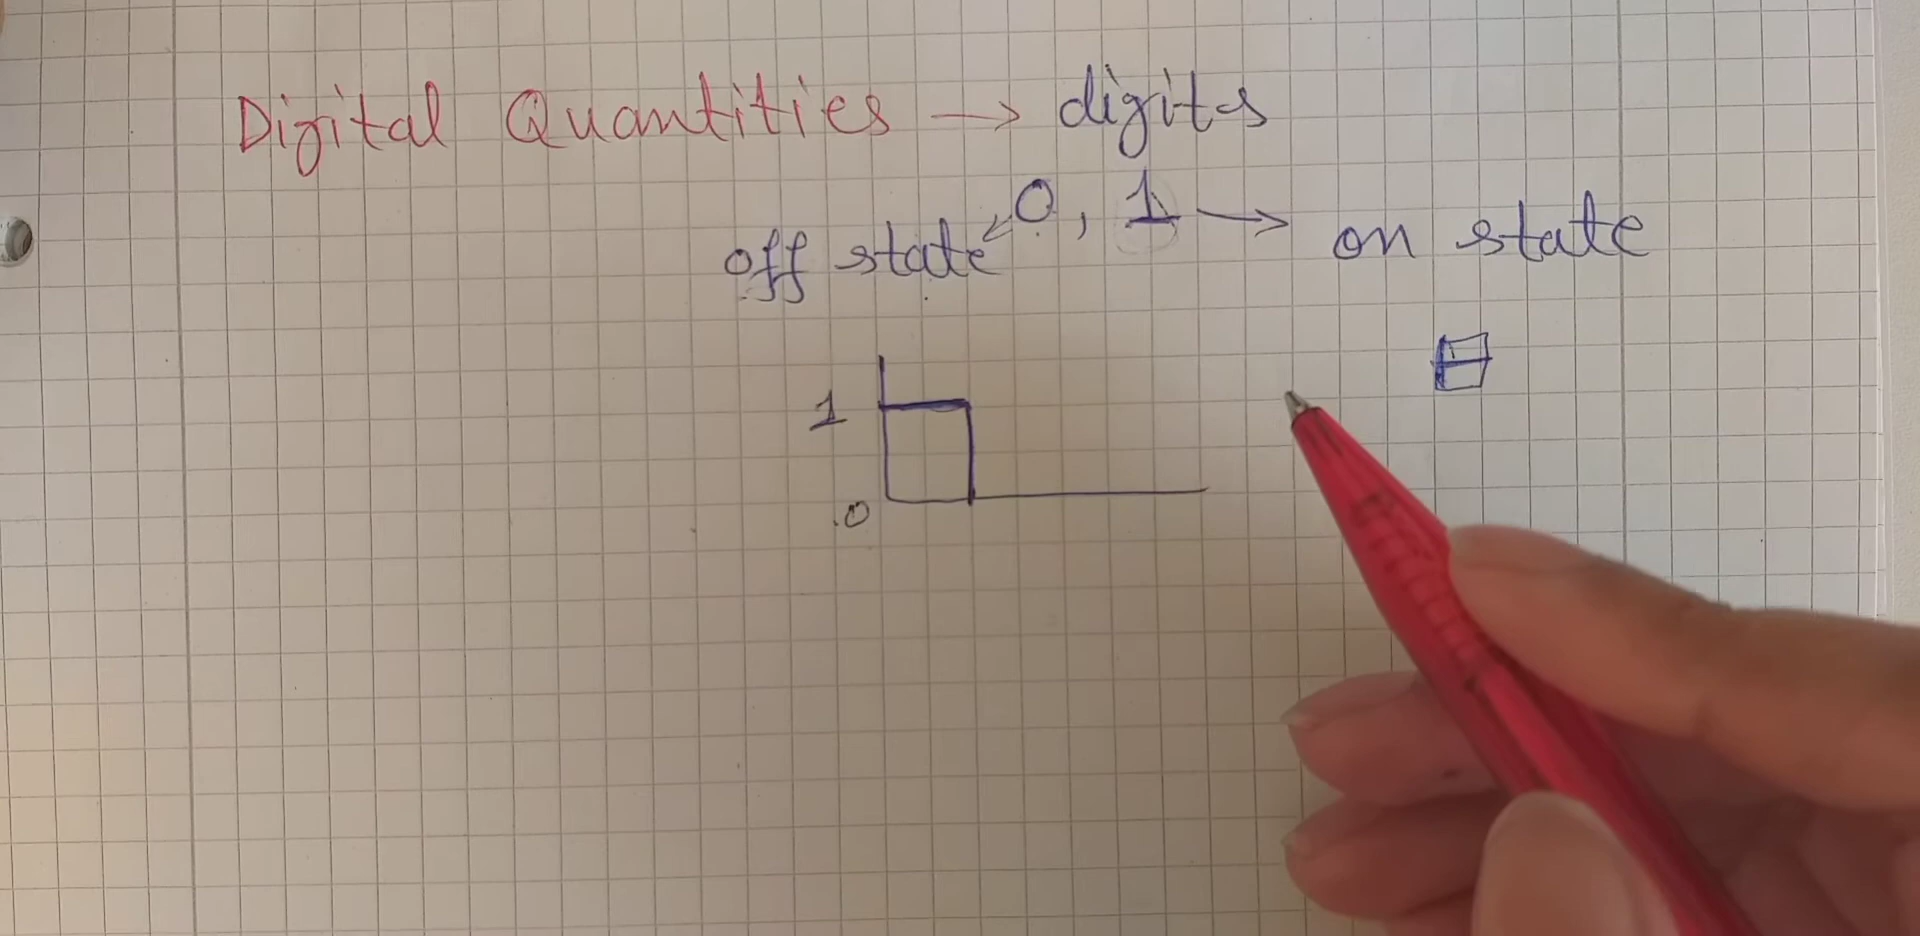 Digital Quantities → digits
0, 1 → on state
off state
1
0